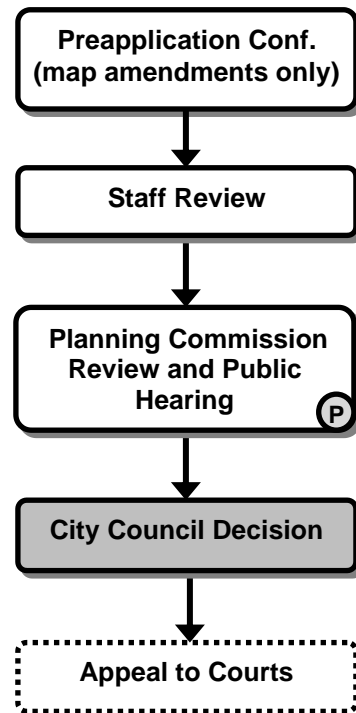 Preapplication Conf.
(map amendments only)
Staff Review
Planning Commission
Review and Public
Hearing
P
City Council Decision
Appeal to Courts